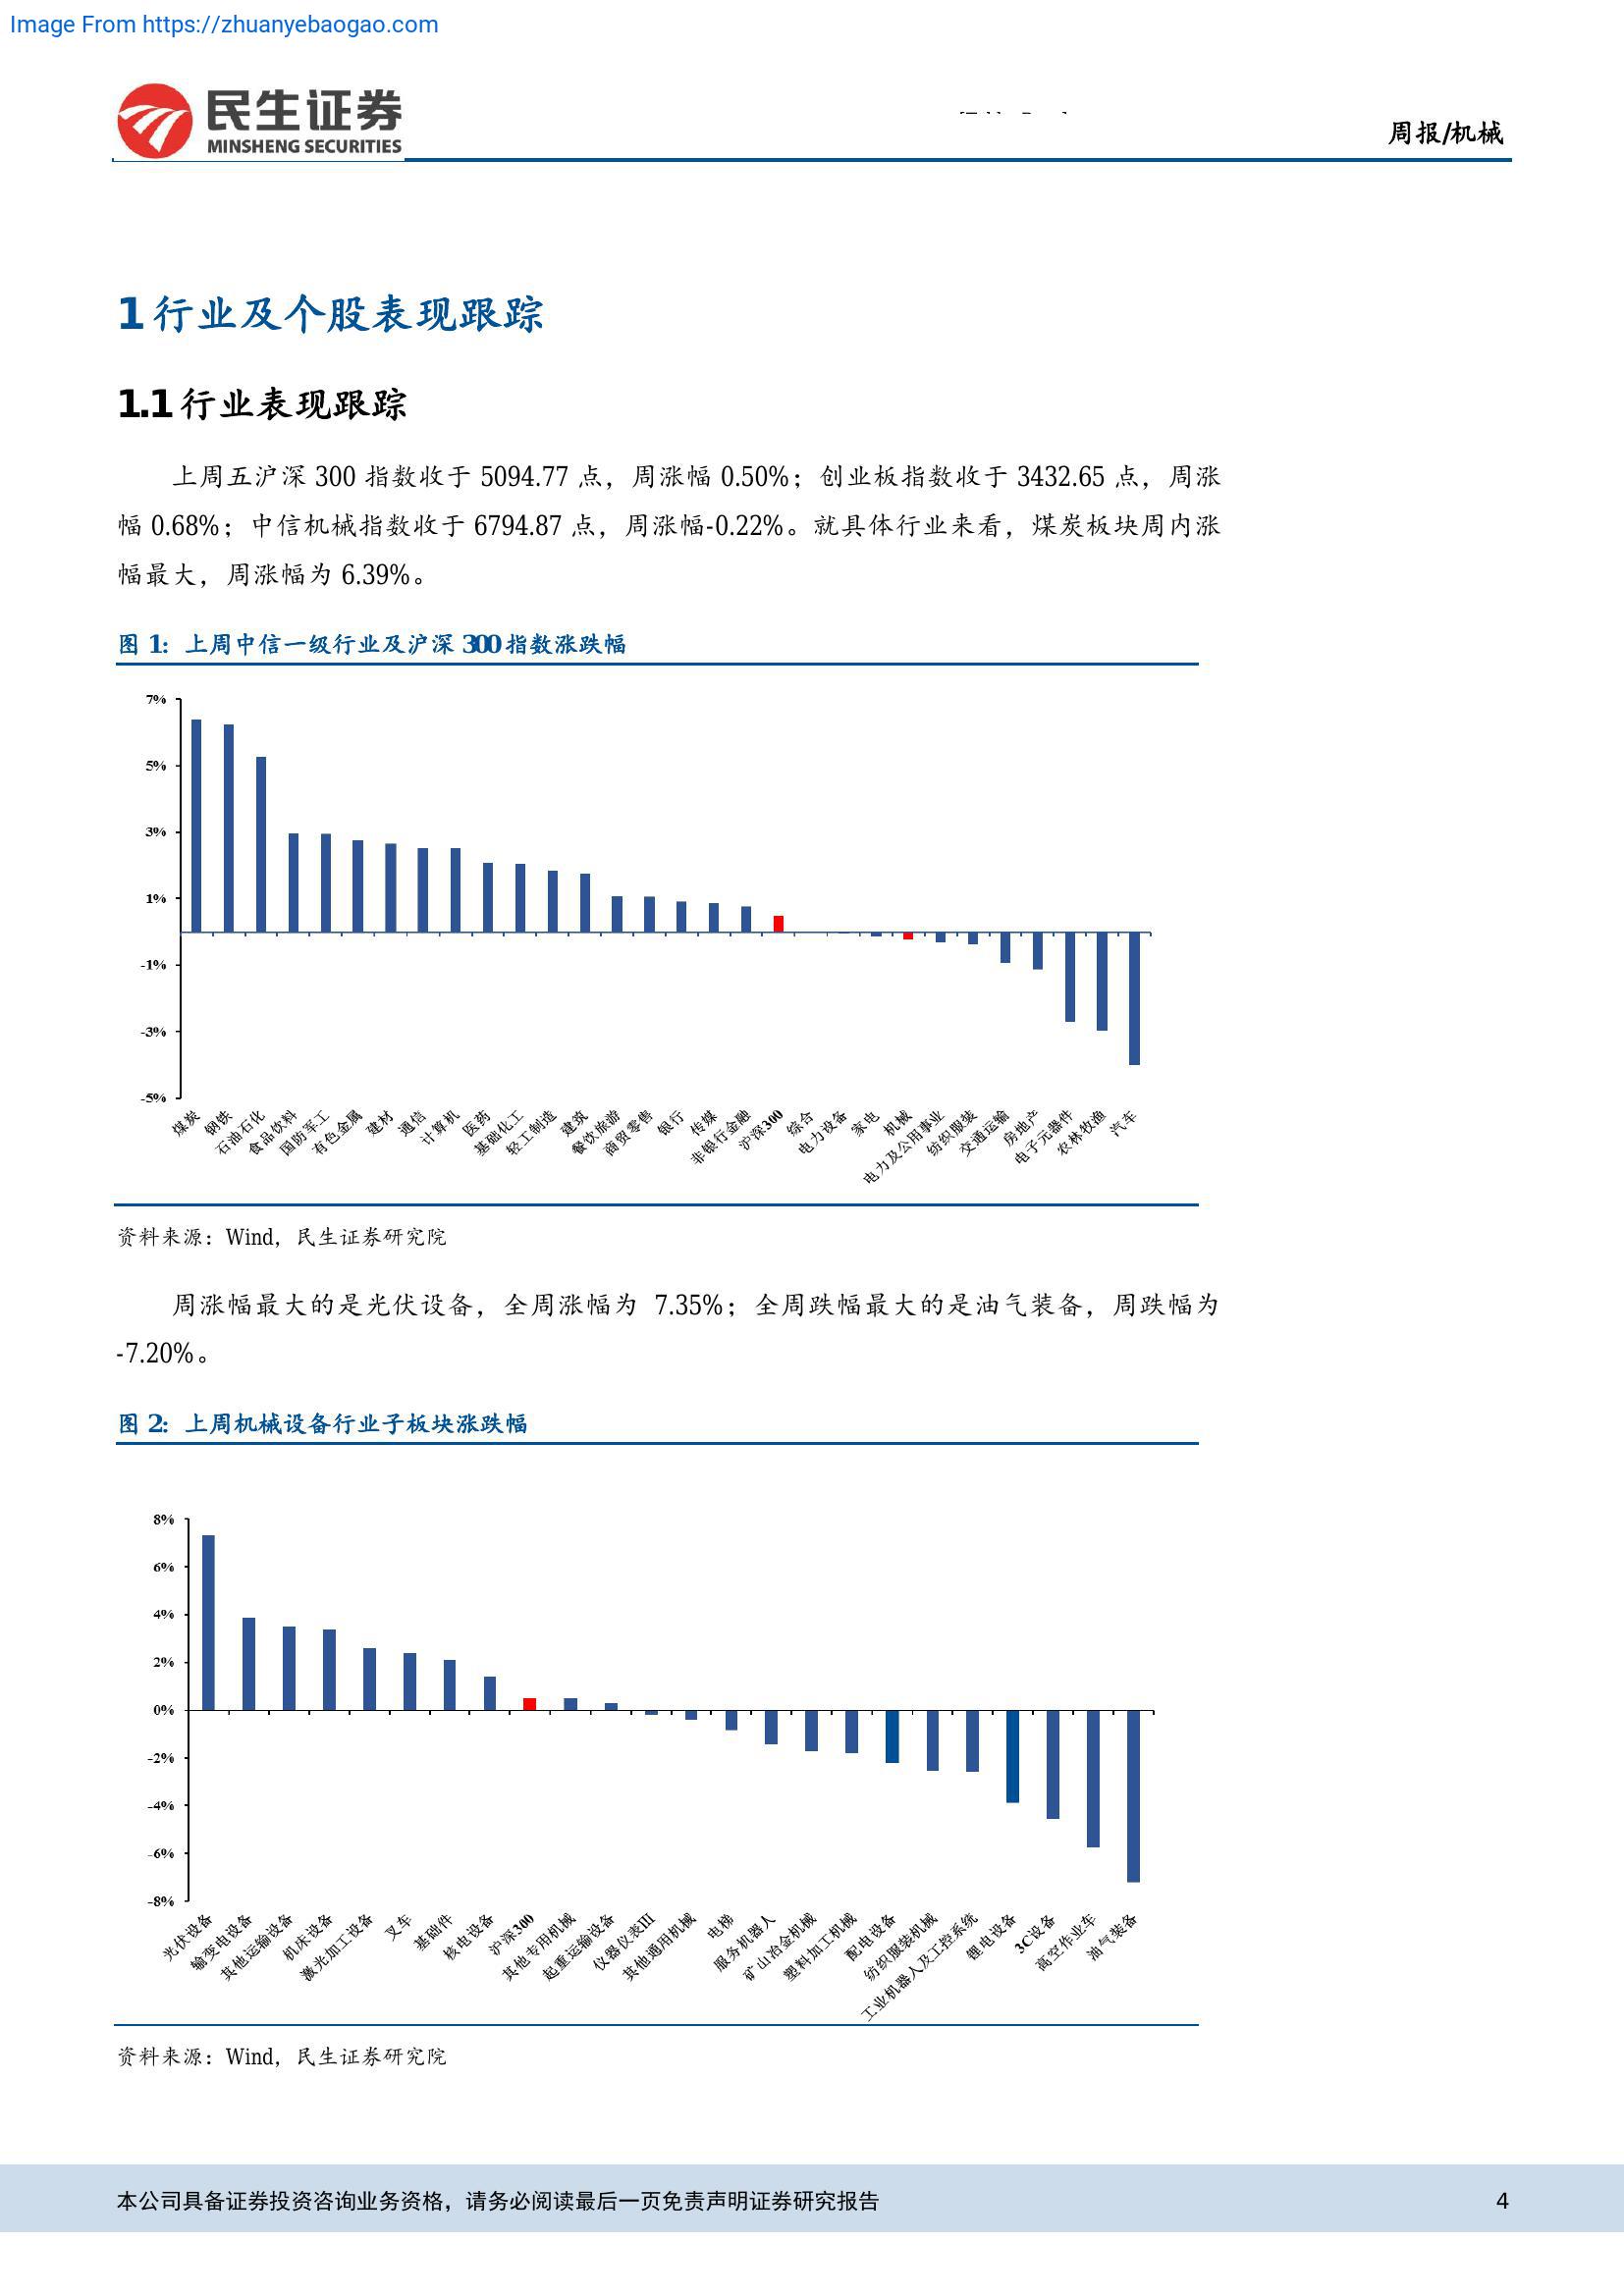 Image From https://zhuanyebaogao.com
民生证券
MINSHENG SECURITIES
周报/机械
1 行业及个股表现跟踪
1.1 行业表现跟踪
上周五沪深 300 指数收于 5094.77 点，周涨幅 0.50%；创业板指数收于 3432.65 点，周涨
幅 0.68%；中信机械指数收于 6794.87 点，周涨幅-0.22%。就具体行业来看，煤炭板块周内涨
幅最大，周涨幅为 6.39%。
图 1：上周中信一级行业及沪深 300 指数涨跌幅
7%
5%
3%
1%
-1%
-3%
-5%
煤炭
钢铁
石油石化
食品饮料
国防军工
有色金属
建材
通信
计算机
医药
基础化工
轻工制造
建筑
餐饮旅游
商贸零售
银行
传媒
非银行金融
沪深300
综合
电力设备
家电
机械
电力及公用事业
纺织服装
交通运输
房地产
电子元器件
农林牧渔
汽车
资料来源：Wind，民生证券研究院
周涨幅最大的是光伏设备，全周涨幅为 7.35%；全周跌幅最大的是油气装备，周跌幅为
-7.20%。
图 2：上周机械设备行业子板块涨跌幅
8%
6%
4%
2%
0%
-2%
-4%
-6%
-8%
光伏设备
输变电设备
其他运输设备
机床设备
激光加工设备
叉车
基础件
核电设备
沪深300
其他专用机械
起重运输设备
仪器仪表III
其他通用机械
电梯
服务机器人
矿山冶金机械
塑料加工机械
配电设备
纺织服装机械
工业机器人及工控系统
锂电设备
3C设备
高空作业车
油气装备
资料来源：Wind，民生证券研究院
本公司具备证券投资咨询业务资格，请务必阅读最后一页免责声明证券研究报告
4